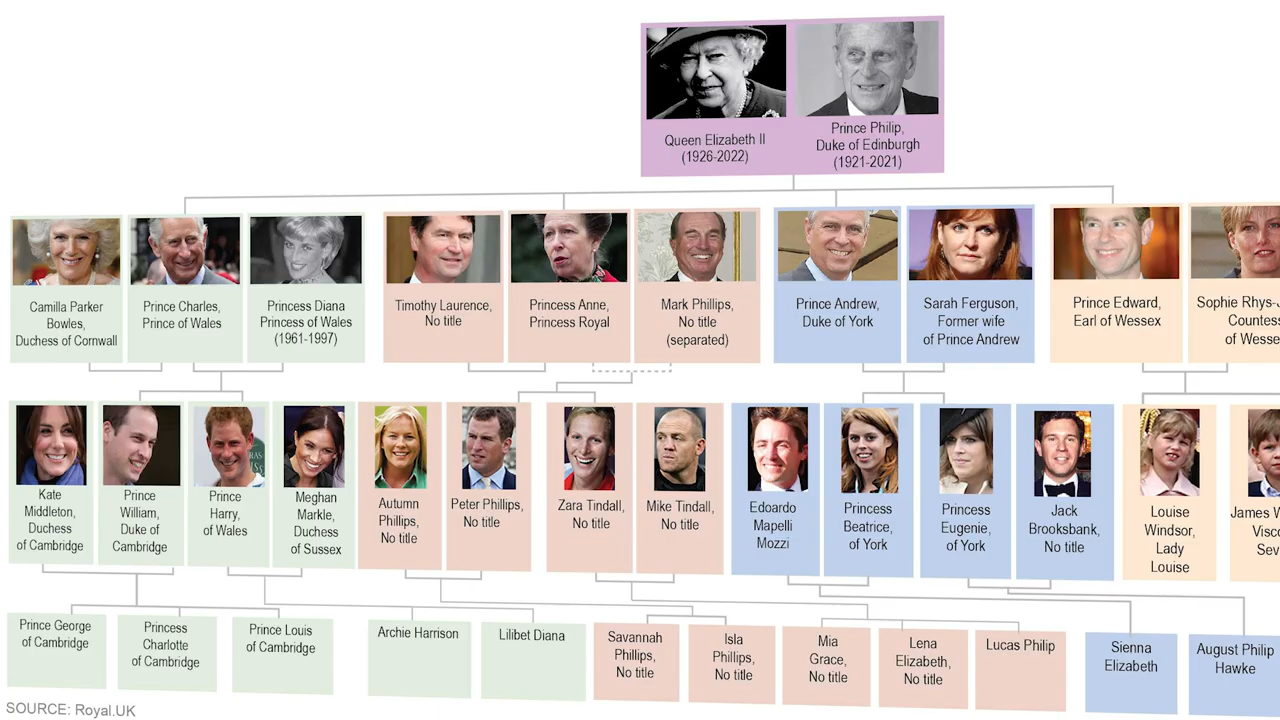 Queen Elizabeth II
(1926-2022)
Prince Philip,
Duke of Edinburgh
(1921-2021)
Camilla Parker
Bowles,
Duchess of Cornwall
Prince Charles,
Prince of Wales
Princess Diana
Princess of Wales
(1961-1997)
Timothy Laurence,
No title
Princess Anne,
Princess Royal
Mark Phillips,
No title
(separated)
Prince Andrew,
Duke of York
Sarah Ferguson,
Former wife
of Prince Andrew
Prince Edward,
Earl of Wessex
Sophie Rhys-
Countess
of Wesse
Kate
Middleton,
Duchess
of Cambridge
Prince
William,
Duke of
Cambridge
Prince
Harry,
of Wales
Meghan
Markle,
Duchess
of Sussex
Autumn
Phillips,
No title
Peter Phillips,
No title
Zara Tindall,
No title
Mike Tindall,
No title
Edoardo
Mapelli
Mozzi
Princess
Beatrice,
of York
Princess
Eugenie,
of York
Jack
Brooksbank,
No title
Louise
Windsor,
Lady
Louise
James W
Visco
Sev
Prince George
of Cambridge
Princess
Charlotte
of Cambridge
Prince Louis
of Cambridge
Archie Harrison
Lilibet Diana
Savannah
Phillips,
No title
Isla
Phillips,
No title
Mia
Grace,
No title
Lena
Elizabeth,
No title
Lucas Philip
Sienna
Elizabeth
August Philip
Hawke
SOURCE: Royal.UK